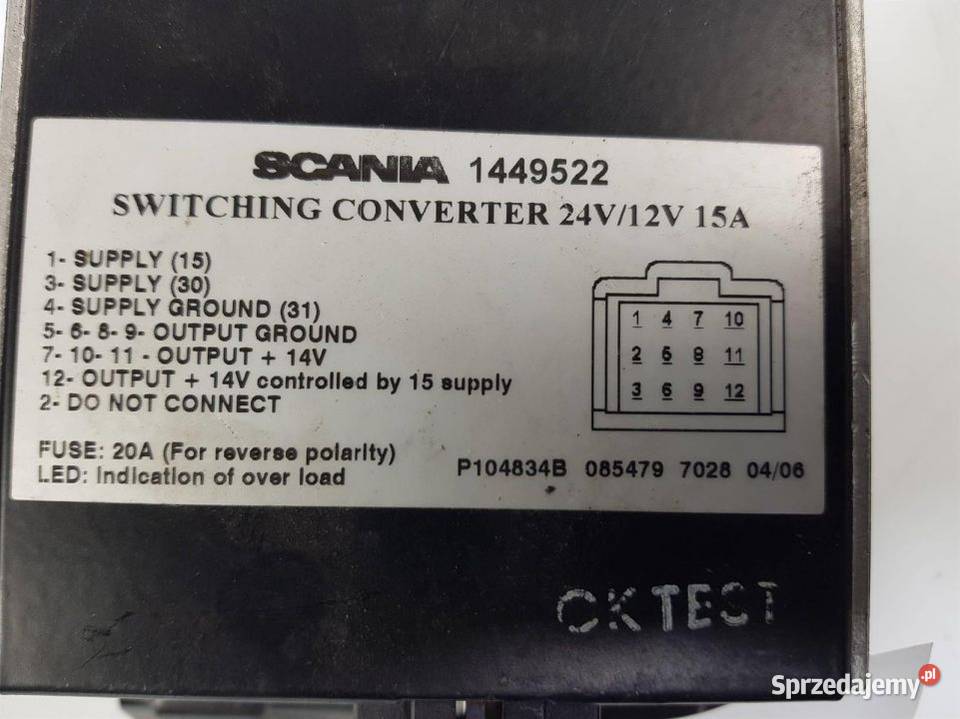 SCANIA 1449522
SWITCHING CONVERTER 24V/12V 15A
1- SUPPLY (15)
3- SUPPLY (30)
4- SUPPLY GROUND (31)
5- 6- 8- 9- OUTPUT GROUND
7- 10- 11 - OUTPUT + 14V
12- OUTPUT + 14V controlled by 15 supply
2- DO NOT CONNECT
1 4 7 10
2 5 8 11
3 6 9 12
FUSE: 20A (For reverse polarity)
LED: Indication of over load
P104834B 085479 7028 04/06
OK TEST
Sprzedajemy.pl